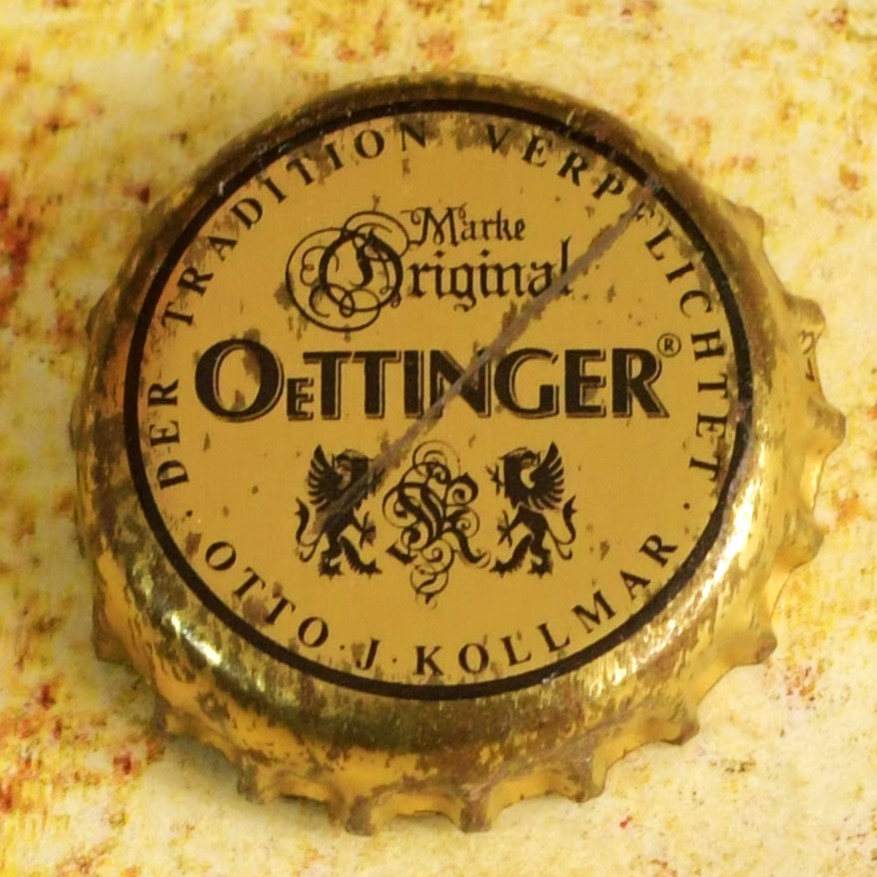 DER TRADITION VERPFLICHTET
Marke
Original
OeTTINGER®
· OTTO · J · KOLLMAR ·